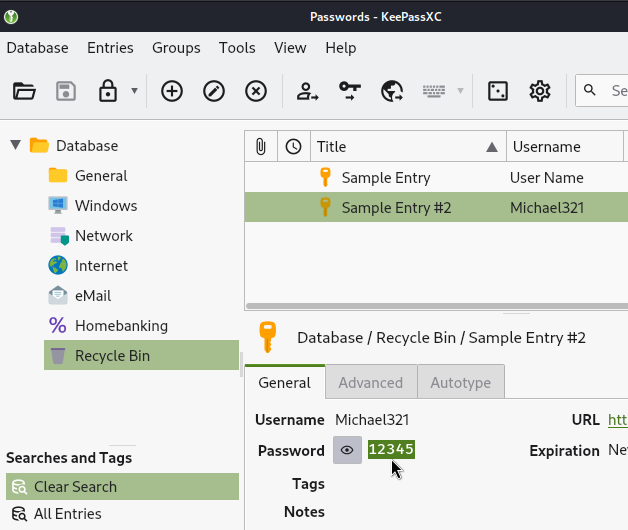 Passwords - KeePassXC
Database Entries Groups Tools View Help
Se
Database
General
Windows
Network
Internet
eMail
Homebanking
Recycle Bin
Searches and Tags
Clear Search
All Entries
Title Username
Sample Entry User Name
Sample Entry #2 Michael321
Database / Recycle Bin / Sample Entry #2
General Advanced Autotype
Username Michael321 URL htt
Password 12345 Expiration Ne
Tags
Notes